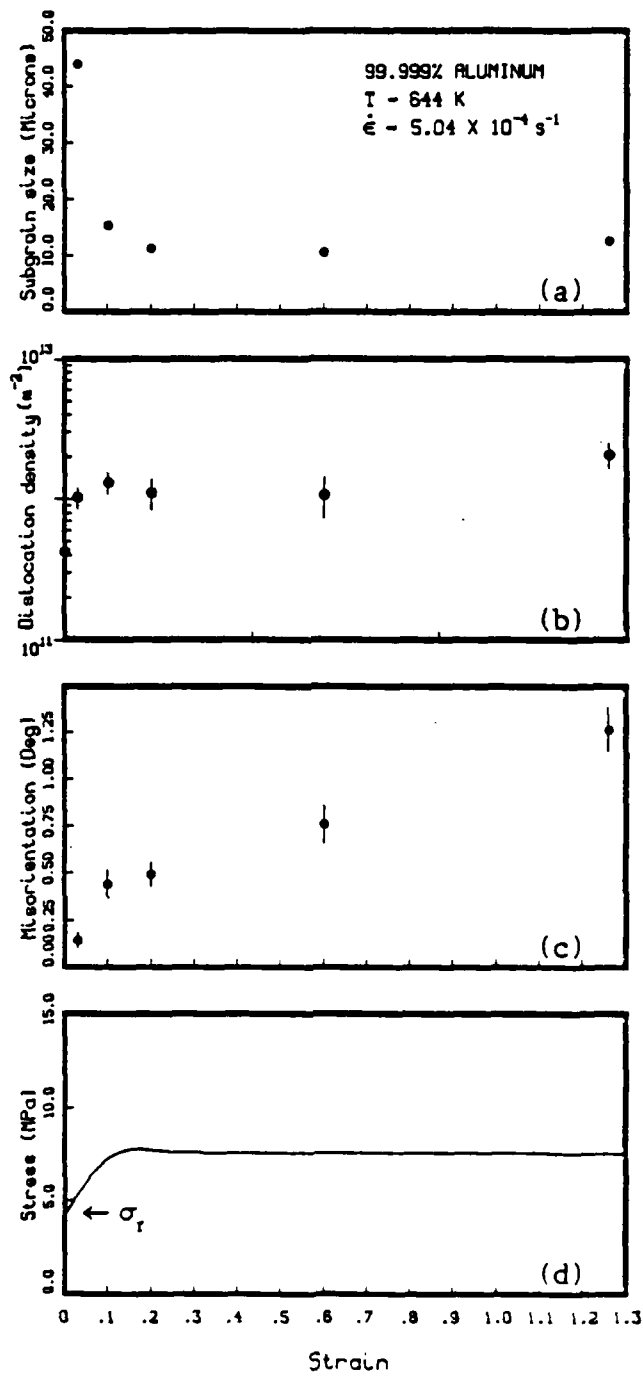 50.0
40.0
30.0
20.0
10.0
0.0
Subgrain size (Microns)
99.999% ALUMINUM
T - 644 K
ε̇ - 5.04 X 10⁻⁴ s⁻¹
(a)
10¹³
10¹¹
Dislocation density (m⁻²)
(b)
1.25
1.00
0.75
0.50
0.25
0.00
Misorientation (Deg)
(c)
15.0
10.0
5.0
0.0
Stress (MPa)
← σr
(d)
0 .1 .2 .3 .4 .5 .6 .7 .8 .9 1.0 1.1 1.2 1.3
Strain